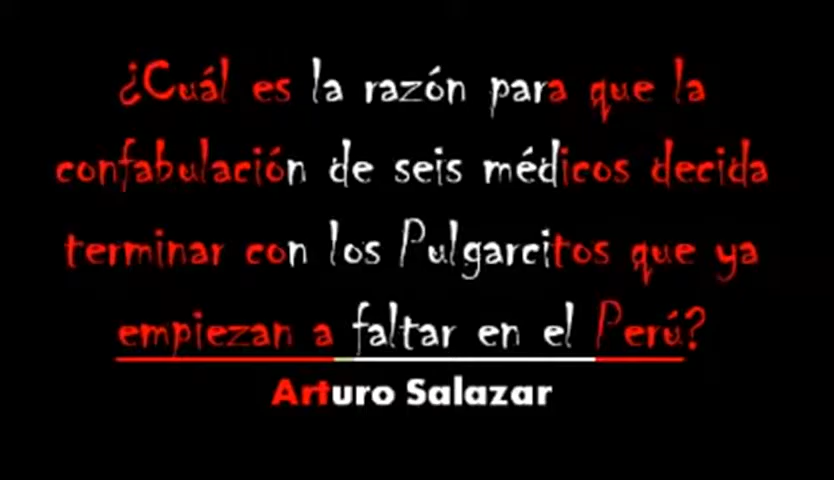 ¿Cuál es la razón para que la
confabulación de seis médicos decida
terminar con los Pulgarcitos que ya
empiezan a faltar en el Perú?
Arturo Salazar